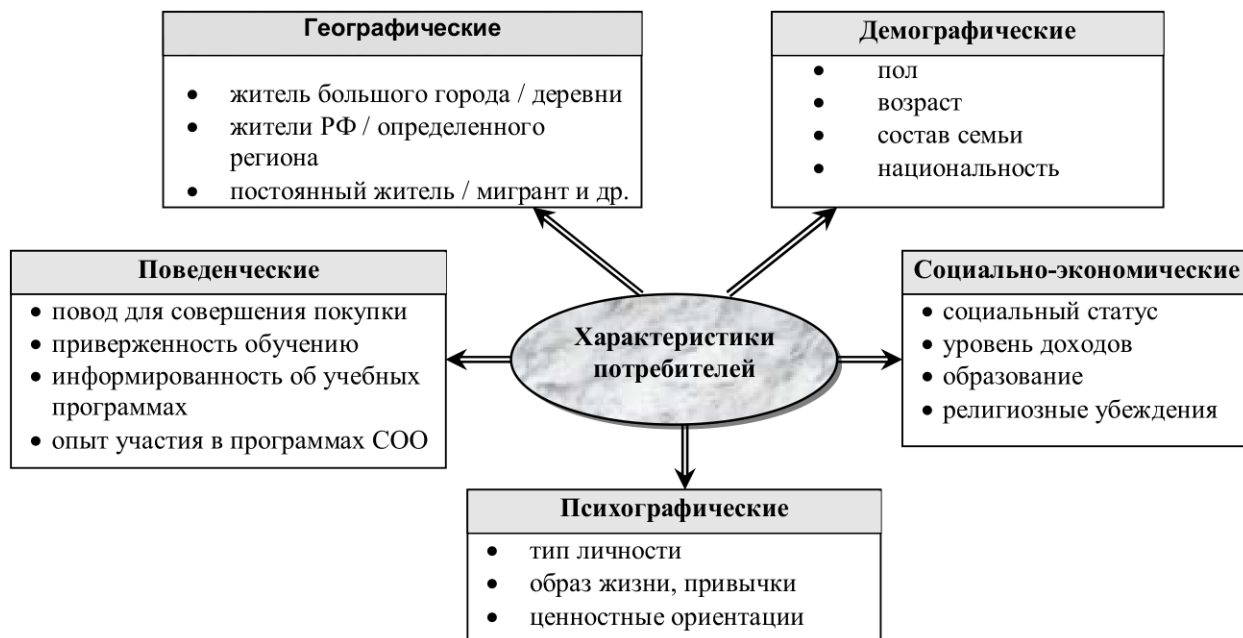 Географические
• житель большого города / деревни
• жители РФ / определенного
региона
• постоянный житель / мигрант и др.
Демографические
• пол
• возраст
• состав семьи
• национальность
Поведенческие
• повод для совершения покупки
• приверженность обучению
• информированность об учебных
программах
• опыт участия в программах СОО
Характеристики
потребителей
Социально-экономические
• социальный статус
• уровень доходов
• образование
• религиозные убеждения
Психографические
• тип личности
• образ жизни, привычки
• ценностные ориентации